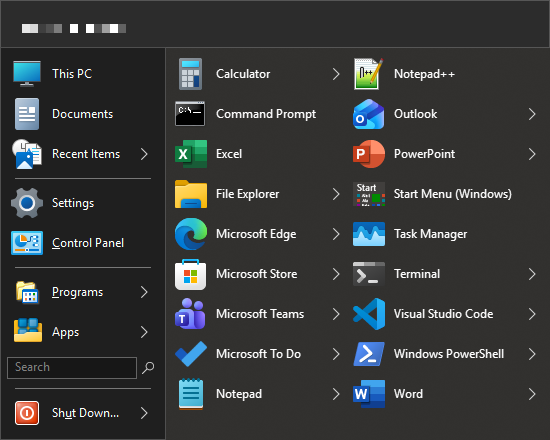 This PC
Documents
Recent Items
Settings
Control Panel
Programs
Apps
Search
Shut Down...
Calculator
Command Prompt
Excel
File Explorer
Microsoft Edge
Microsoft Store
Microsoft Teams
Microsoft To Do
Notepad
Notepad++
Outlook
PowerPoint
Start Menu (Windows)
Task Manager
Terminal
Visual Studio Code
Windows PowerShell
Word